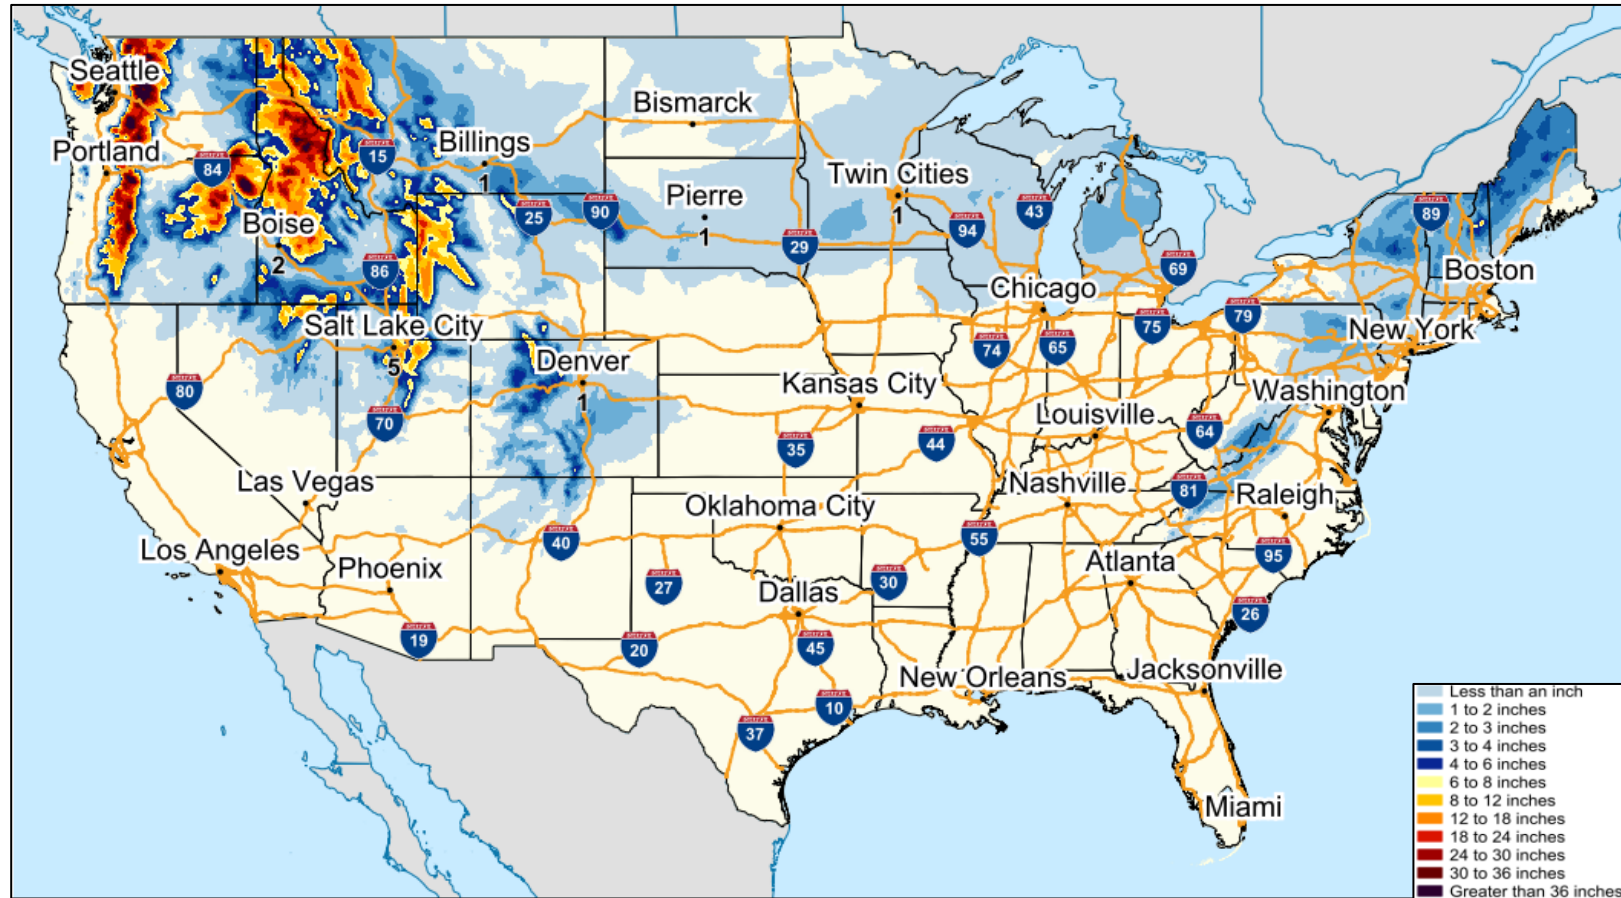 Seattle
Bismarck
Billings
1
Portland
15
84
Twin Cities
1
Pierre
1
25
90
43
94
89
29
Boise
2
86
69
Boston
Chicago
Salt Lake City
5
79
75
New York
74
65
Denver
1
80
Kansas City
Washington
70
Louisville
64
35
44
Las Vegas
Nashville
81
Raleigh
Oklahoma City
40
55
95
Los Angeles
Phoenix
Atlanta
27
30
Dallas
26
19
20
45
New Orleans
Jacksonville
10
37
Miami
Less than an inch
1 to 2 inches
2 to 3 inches
3 to 4 inches
4 to 6 inches
6 to 8 inches
8 to 12 inches
12 to 18 inches
18 to 24 inches
24 to 30 inches
30 to 36 inches
Greater than 36 inches